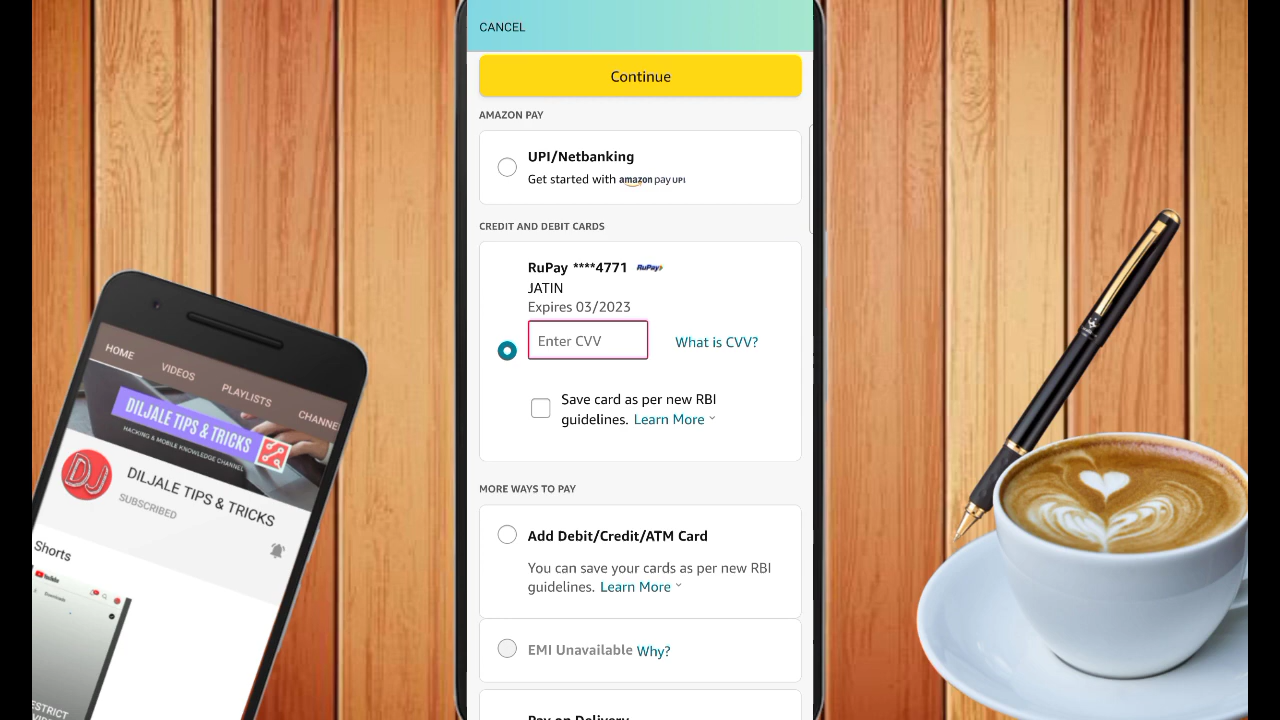 CANCEL
Continue
AMAZON PAY
UPI/Netbanking
Get started with amazon pay UPI
CREDIT AND DEBIT CARDS
RuPay ****4771 RuPay
JATIN
Expires 03/2023
Enter CVV
What is CVV?
Save card as per new RBI
guidelines. Learn More
MORE WAYS TO PAY
Add Debit/Credit/ATM Card
You can save your cards as per new RBI
guidelines. Learn More
EMI Unavailable Why?
Pay on Delivery
HOME VIDEOS PLAYLISTS CHANNE
DILJALE TIPS & TRICKS
HACKING & MOBILE KNOWLEDGE CHANNEL
DJ
DILJALE TIPS & TRICKS
SUBSCRIBED
Shorts
YouTube
Downloads
ESTRICT